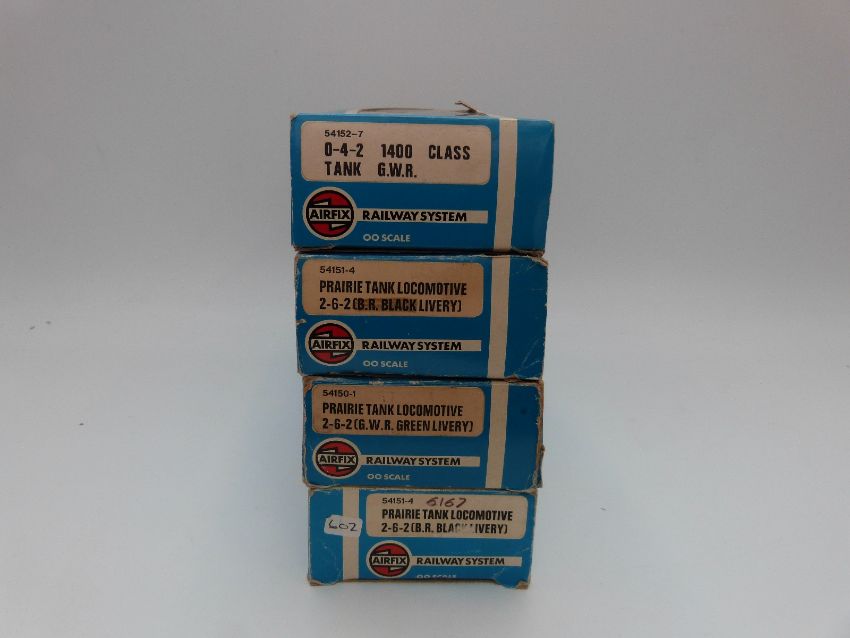 54152-7
0-4-2 1400 CLASS
TANK G.W.R.
AIRFIX RAILWAY SYSTEM
OO SCALE
54151-4
PRAIRIE TANK LOCOMOTIVE
2-6-2 (B.R. BLACK LIVERY)
AIRFIX RAILWAY SYSTEM
OO SCALE
54150-1
PRAIRIE TANK LOCOMOTIVE
2-6-2 (G.W.R. GREEN LIVERY)
AIRFIX RAILWAY SYSTEM
OO SCALE
54151-4 6167
PRAIRIE TANK LOCOMOTIVE
602 2-6-2 (B.R. BLACK LIVERY)
AIRFIX RAILWAY SYSTEM
OO SCALE